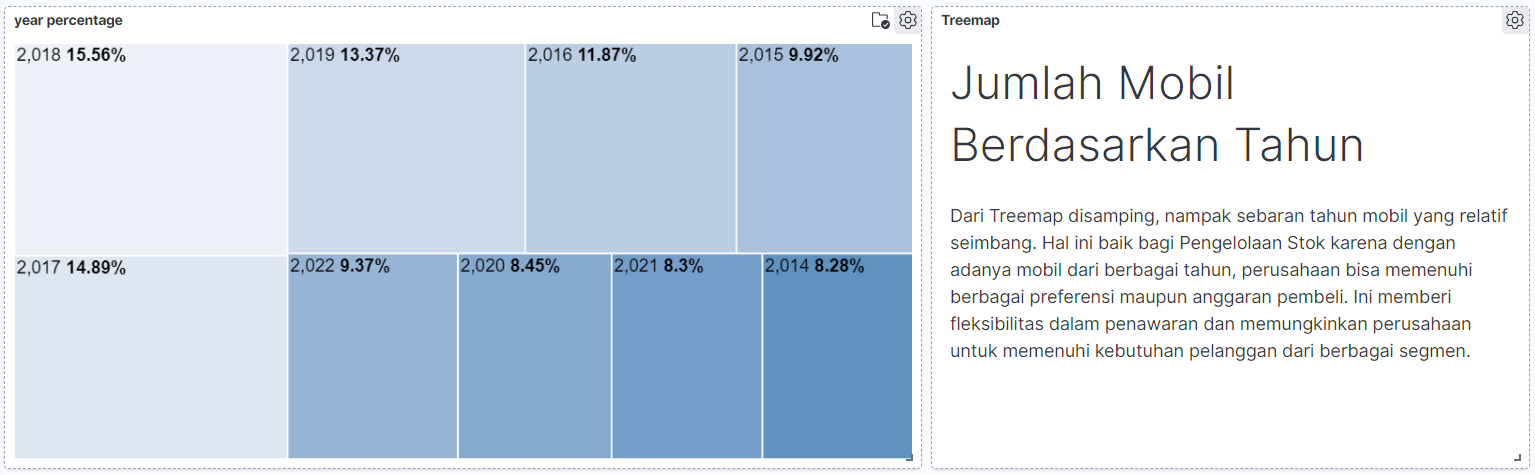 year percentage
2,018 15.56%
2,019 13.37%
2,016 11.87%
2,015 9.92%
2,017 14.89%
2,022 9.37%
2,020 8.45%
2,021 8.3%
2,014 8.28%
Treemap
Jumlah Mobil
Berdasarkan Tahun
Dari Treemap disamping, nampak sebaran tahun mobil yang relatif
seimbang. Hal ini baik bagi Pengelolaan Stok karena dengan
adanya mobil dari berbagai tahun, perusahaan bisa memenuhi
berbagai preferensi maupun anggaran pembeli. Ini memberi
fleksibilitas dalam penawaran dan memungkinkan perusahaan
untuk memenuhi kebutuhan pelanggan dari berbagai segmen.